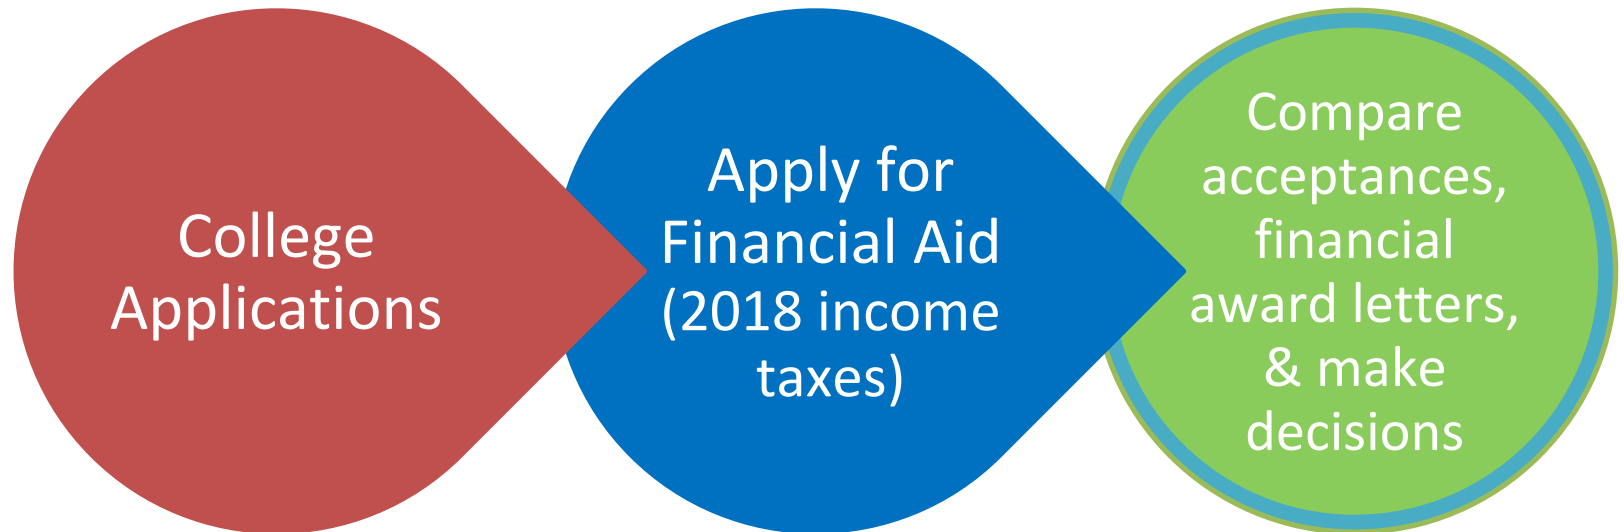 College
Applications
Apply for
Financial Aid
(2018 income
taxes)
Compare
acceptances,
financial
award letters,
& make
decisions